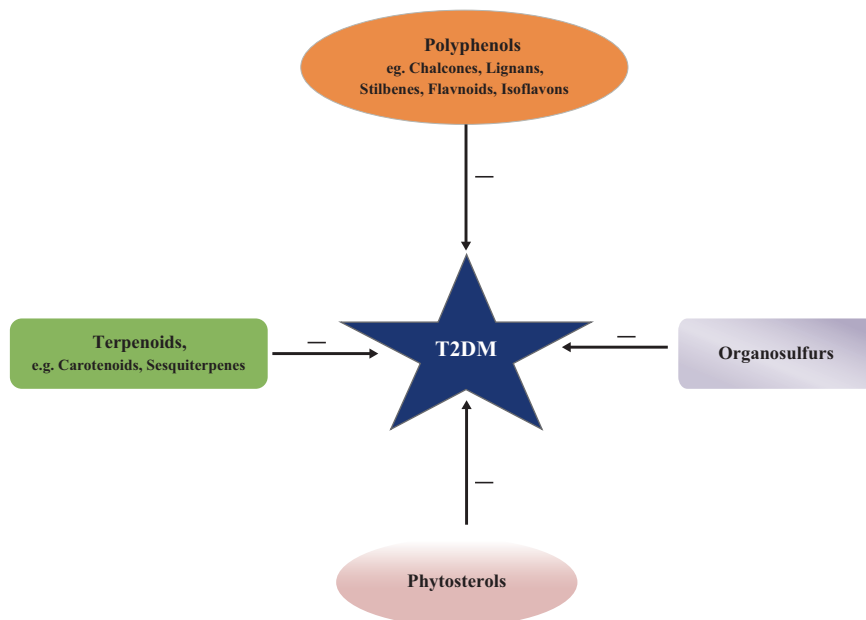 Polyphenols
eg. Chalcones, Lignans,
Stilbenes, Flavnoids, Isoflavons
—
Terpenoids,
e.g. Carotenoids, Sesquiterpenes
—
T2DM
—
Organosulfurs
—
Phytosterols